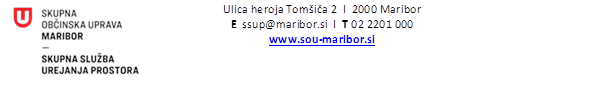 SKUPNA
OBČINSKA UPRAVA
MARIBOR
—
SKUPNA SLUŽBA
UREJANJA PROSTORA
Ulica heroja Tomšiča 2 I 2000 Maribor
E ssup@maribor.si I T 02 2201 000
www.sou-maribor.si